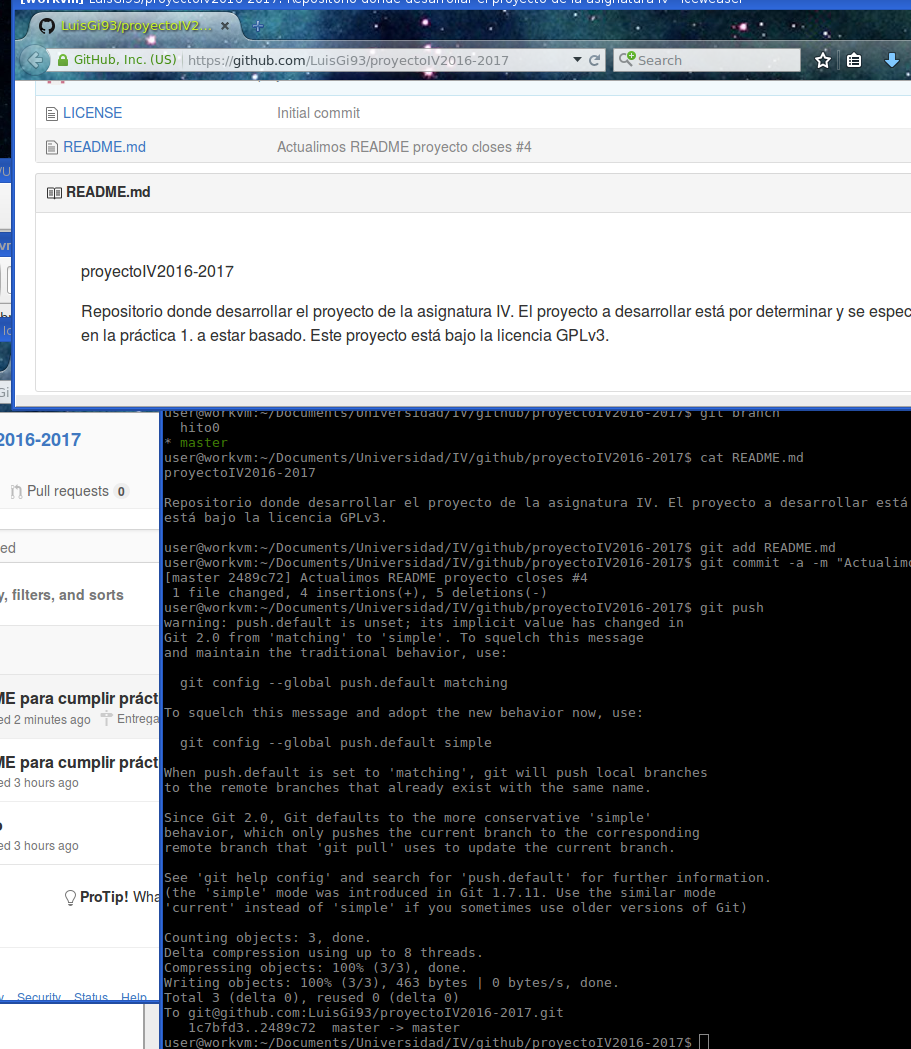 [workvm] LuisGi93/proyectoIV2016-2017: Repositorio donde desarrollar el proyecto de la asignatura IV - Iceweasel
LuisGi93/proyectoIV2... ×
GitHub, Inc. (US) https://github.com/LuisGi93/proyectoIV2016-2017 Search
LICENSE Initial commit
README.md Actualimos README proyecto closes #4
README.md
proyectoIV2016-2017
Repositorio donde desarrollar el proyecto de la asignatura IV. El proyecto a desarrollar está por determinar y se espec
en la práctica 1. a estar basado. Este proyecto está bajo la licencia GPLv3.
2016-2017
Pull requests 0
ed
y, filters, and sorts
ME para cumplir práct
ed 2 minutes ago Entrega
ME para cumplir práct
ed 3 hours ago
o
ed 3 hours ago
ProTip! Wha
y Security Status Help
user@workvm:~/Documents/Universidad/IV/github/proyectoIV2016-2017$ git branch
  hito0
* master
user@workvm:~/Documents/Universidad/IV/github/proyectoIV2016-2017$ cat README.md
proyectoIV2016-2017
Repositorio donde desarrollar el proyecto de la asignatura IV. El proyecto a desarrollar está
está bajo la licencia GPLv3.
user@workvm:~/Documents/Universidad/IV/github/proyectoIV2016-2017$ git add README.md
user@workvm:~/Documents/Universidad/IV/github/proyectoIV2016-2017$ git commit -a -m "Actualimo
[master 2489c72] Actualimos README proyecto closes #4
 1 file changed, 4 insertions(+), 5 deletions(-)
user@workvm:~/Documents/Universidad/IV/github/proyectoIV2016-2017$ git push
warning: push.default is unset; its implicit value has changed in
Git 2.0 from 'matching' to 'simple'. To squelch this message
and maintain the traditional behavior, use:
  git config --global push.default matching
To squelch this message and adopt the new behavior now, use:
  git config --global push.default simple
When push.default is set to 'matching', git will push local branches
to the remote branches that already exist with the same name.
Since Git 2.0, Git defaults to the more conservative 'simple'
behavior, which only pushes the current branch to the corresponding
remote branch that 'git pull' uses to update the current branch.
See 'git help config' and search for 'push.default' for further information.
(the 'simple' mode was introduced in Git 1.7.11. Use the similar mode
'current' instead of 'simple' if you sometimes use older versions of Git)
Counting objects: 3, done.
Delta compression using up to 8 threads.
Compressing objects: 100% (3/3), done.
Writing objects: 100% (3/3), 463 bytes | 0 bytes/s, done.
Total 3 (delta 0), reused 0 (delta 0)
To git@github.com:LuisGi93/proyectoIV2016-2017.git
   1c7bfd3..2489c72  master -> master
user@workvm:~/Documents/Universidad/IV/github/proyectoIV2016-2017$